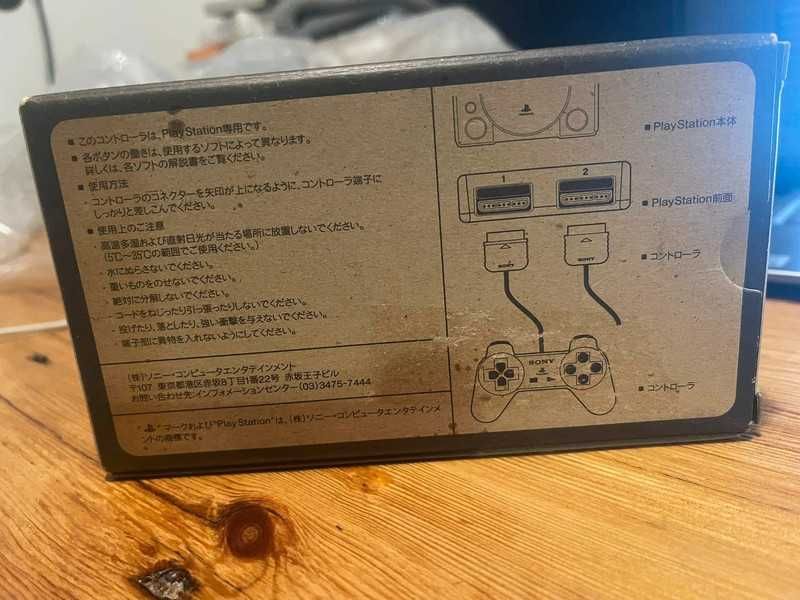 ■ このコントローラは、PlayStation専用です。
■ 各ボタンの働きは、使用するソフトによって異なります。
詳しくは、各ソフトの解説書をご覧ください。
■ 使用方法
・コントローラのコネクターを矢印が上になるように、コントローラ端子に
しっかりと差しこんでください。
■ 使用上のご注意
・高温多湿および直射日光が当たる場所に放置しないでください。
(5℃〜25℃の範囲でご使用ください。)
・水にぬらさないでください。
・重いものをのせないでください。
・絶対に分解しないでください。
・コードをねじったり引っ張ったりしないでください。
・投げたり、落としたり、強い衝撃を与えないでください。
・端子部に異物を入れないようにしてください。
(株)ソニー・コンピュータエンタテインメント
〒107 東京都港区赤坂8丁目1番22号 赤坂王子ビル
お問い合わせ先:インフォメーションセンター(03)3475-7444
"マークおよび"PlayStation"は、(株)ソニー・コンピュータエンタテインメ
ントの商標です。
■ PlayStation本体
1 2
■ PlayStation前面
SONY SONY
■ コントローラ
SONY
■ コントローラ